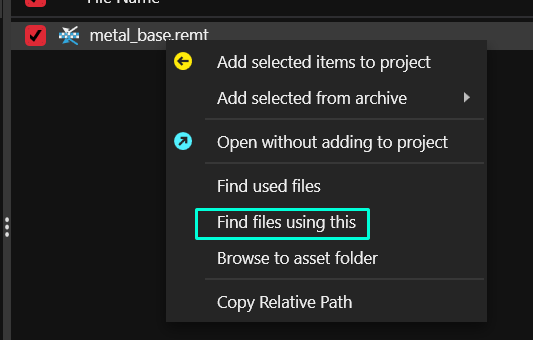 File Name
metal_base.remt
Add selected items to project
Add selected from archive
Open without adding to project
Find used files
Find files using this
Browse to asset folder
Copy Relative Path